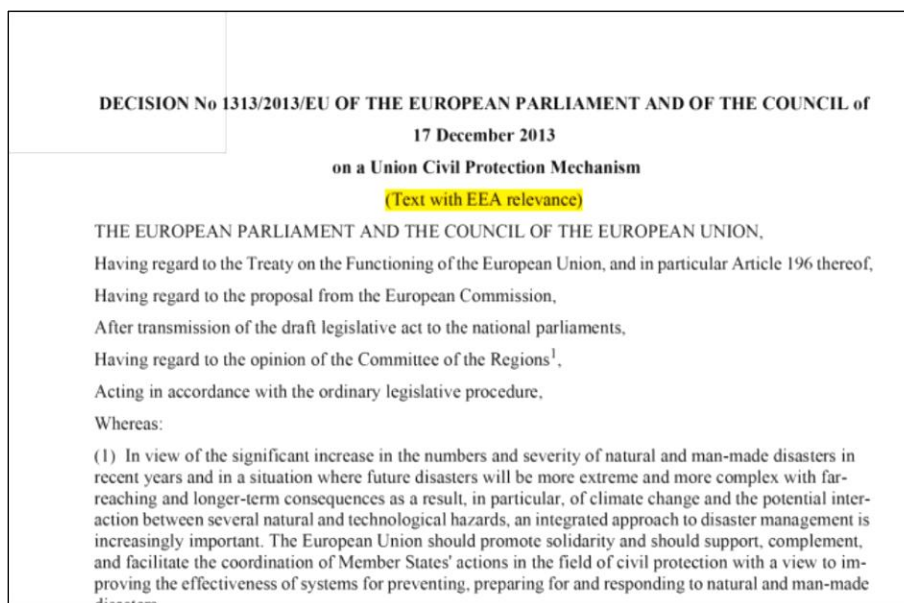 DECISION No 1313/2013/EU OF THE EUROPEAN PARLIAMENT AND OF THE COUNCIL of
17 December 2013
on a Union Civil Protection Mechanism
(Text with EEA relevance)
THE EUROPEAN PARLIAMENT AND THE COUNCIL OF THE EUROPEAN UNION,
Having regard to the Treaty on the Functioning of the European Union, and in particular Article 196 thereof,
Having regard to the proposal from the European Commission,
After transmission of the draft legislative act to the national parliaments,
Having regard to the opinion of the Committee of the Regions¹,
Acting in accordance with the ordinary legislative procedure,
Whereas:
(1) In view of the significant increase in the numbers and severity of natural and man-made disasters in
recent years and in a situation where future disasters will be more extreme and more complex with far-
reaching and longer-term consequences as a result, in particular, of climate change and the potential inter-
action between several natural and technological hazards, an integrated approach to disaster management is
increasingly important. The European Union should promote solidarity and should support, complement,
and facilitate the coordination of Member States' actions in the field of civil protection with a view to im-
proving the effectiveness of systems for preventing, preparing for and responding to natural and man-made